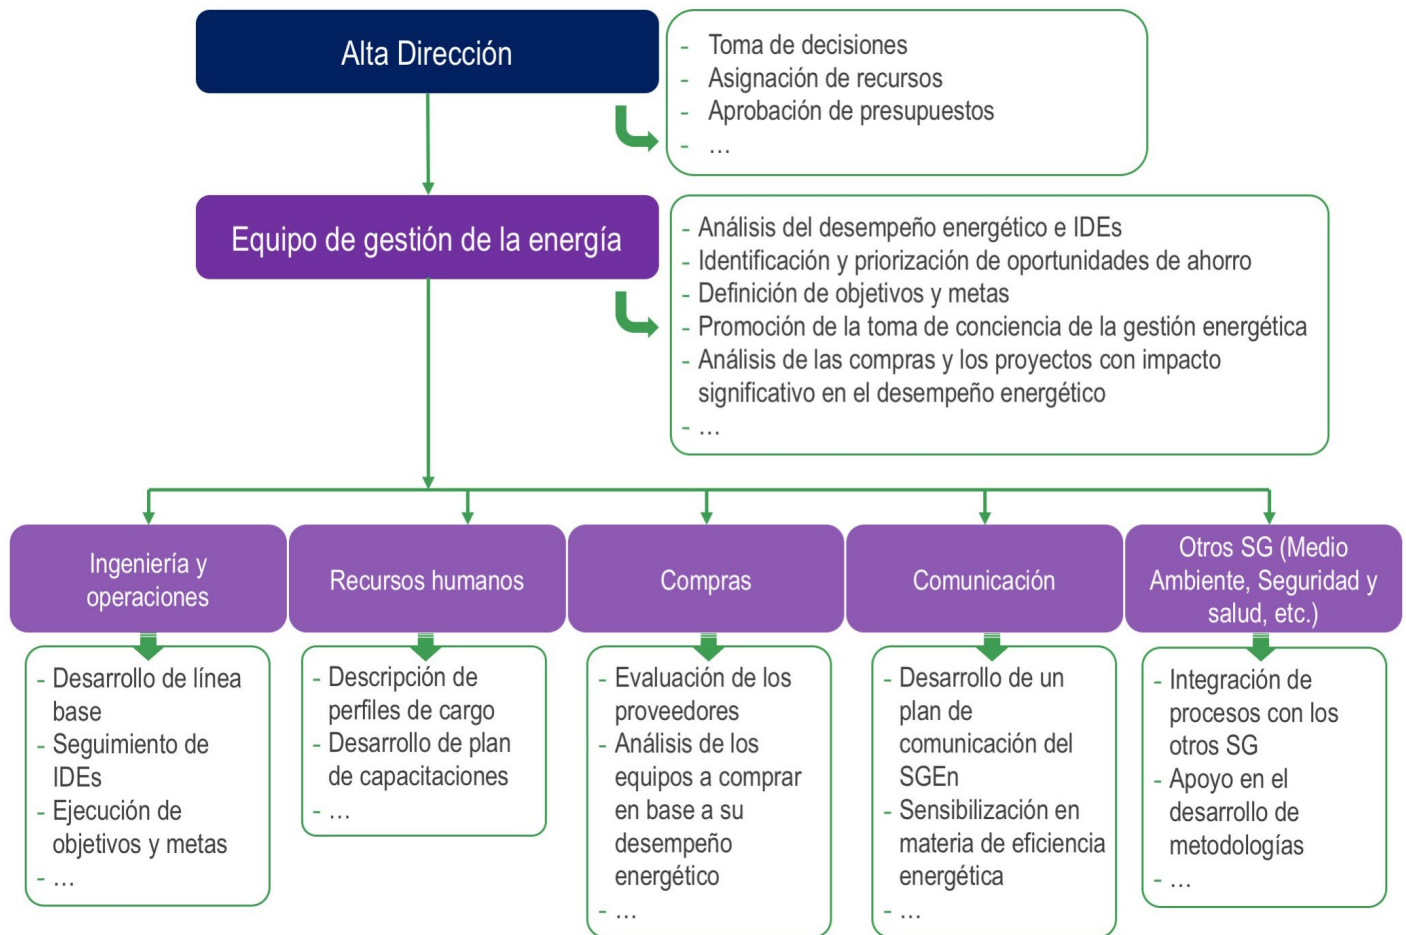 Alta Dirección
- Toma de decisiones
- Asignación de recursos
- Aprobación de presupuestos
- ...
Equipo de gestión de la energía
- Análisis del desempeño energético e IDEs
- Identificación y priorización de oportunidades de ahorro
- Definición de objetivos y metas
- Promoción de la toma de conciencia de la gestión energética
- Análisis de las compras y los proyectos con impacto
significativo en el desempeño energético
- ...
Ingeniería y
operaciones
- Desarrollo de línea
base
- Seguimiento de
IDEs
- Ejecución de
objetivos y metas
- ...
Recursos humanos
- Descripción de
perfiles de cargo
- Desarrollo de plan
de capacitaciones
- ...
Compras
- Evaluación de los
proveedores
- Análisis de los
equipos a comprar
en base a su
desempeño
energético
- ...
Comunicación
- Desarrollo de un
plan de
comunicación del
SGEn
- Sensibilización en
materia de eficiencia
energética
- ...
Otros SG (Medio
Ambiente, Seguridad y
salud, etc.)
- Integración de
procesos con los
otros SG
- Apoyo en el
desarrollo de
metodologías
- ...